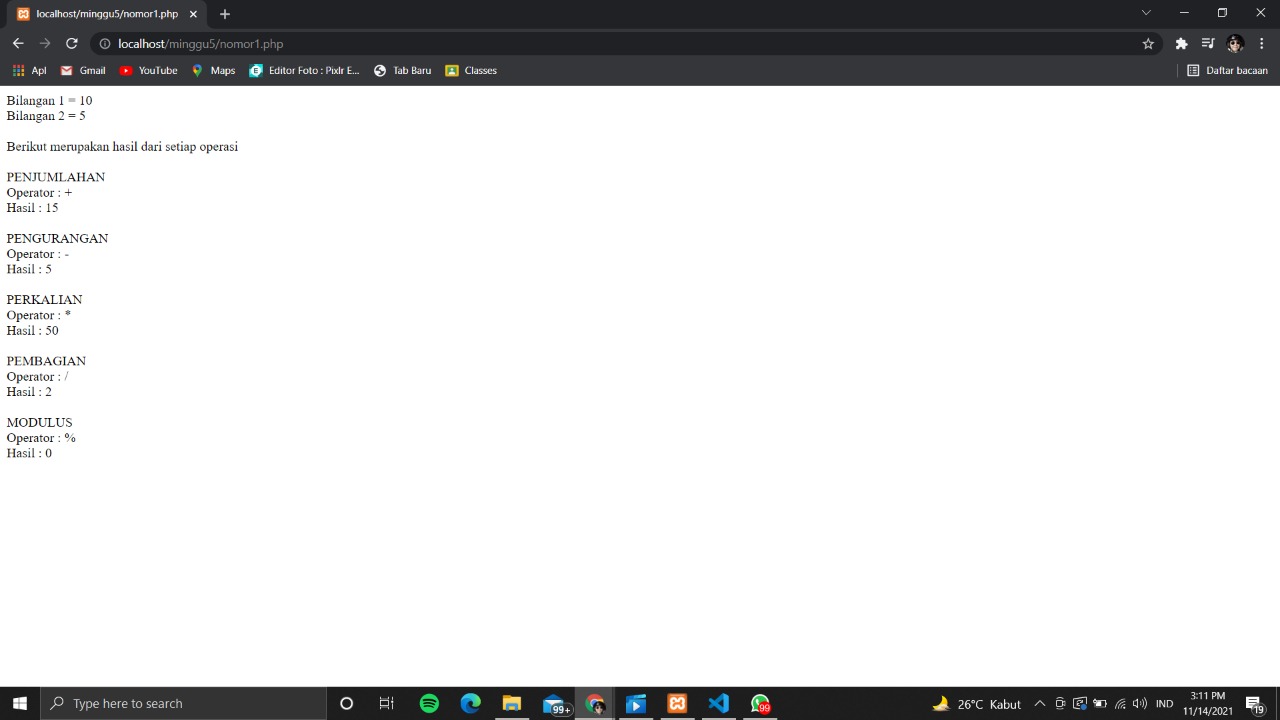 localhost/minggu5/nomor1.php
localhost/minggu5/nomor1.php
Apl Gmail YouTube Maps Editor Foto : Pixlr E... Tab Baru Classes Daftar bacaan
Bilangan 1 = 10
Bilangan 2 = 5
Berikut merupakan hasil dari setiap operasi
PENJUMLAHAN
Operator : +
Hasil : 15
PENGURANGAN
Operator : -
Hasil : 5
PERKALIAN
Operator : *
Hasil : 50
PEMBAGIAN
Operator : /
Hasil : 2
MODULUS
Operator : %
Hasil : 0
Type here to search 99+ 99 26°C Kabut IND 3:11 PM 19
11/14/2021